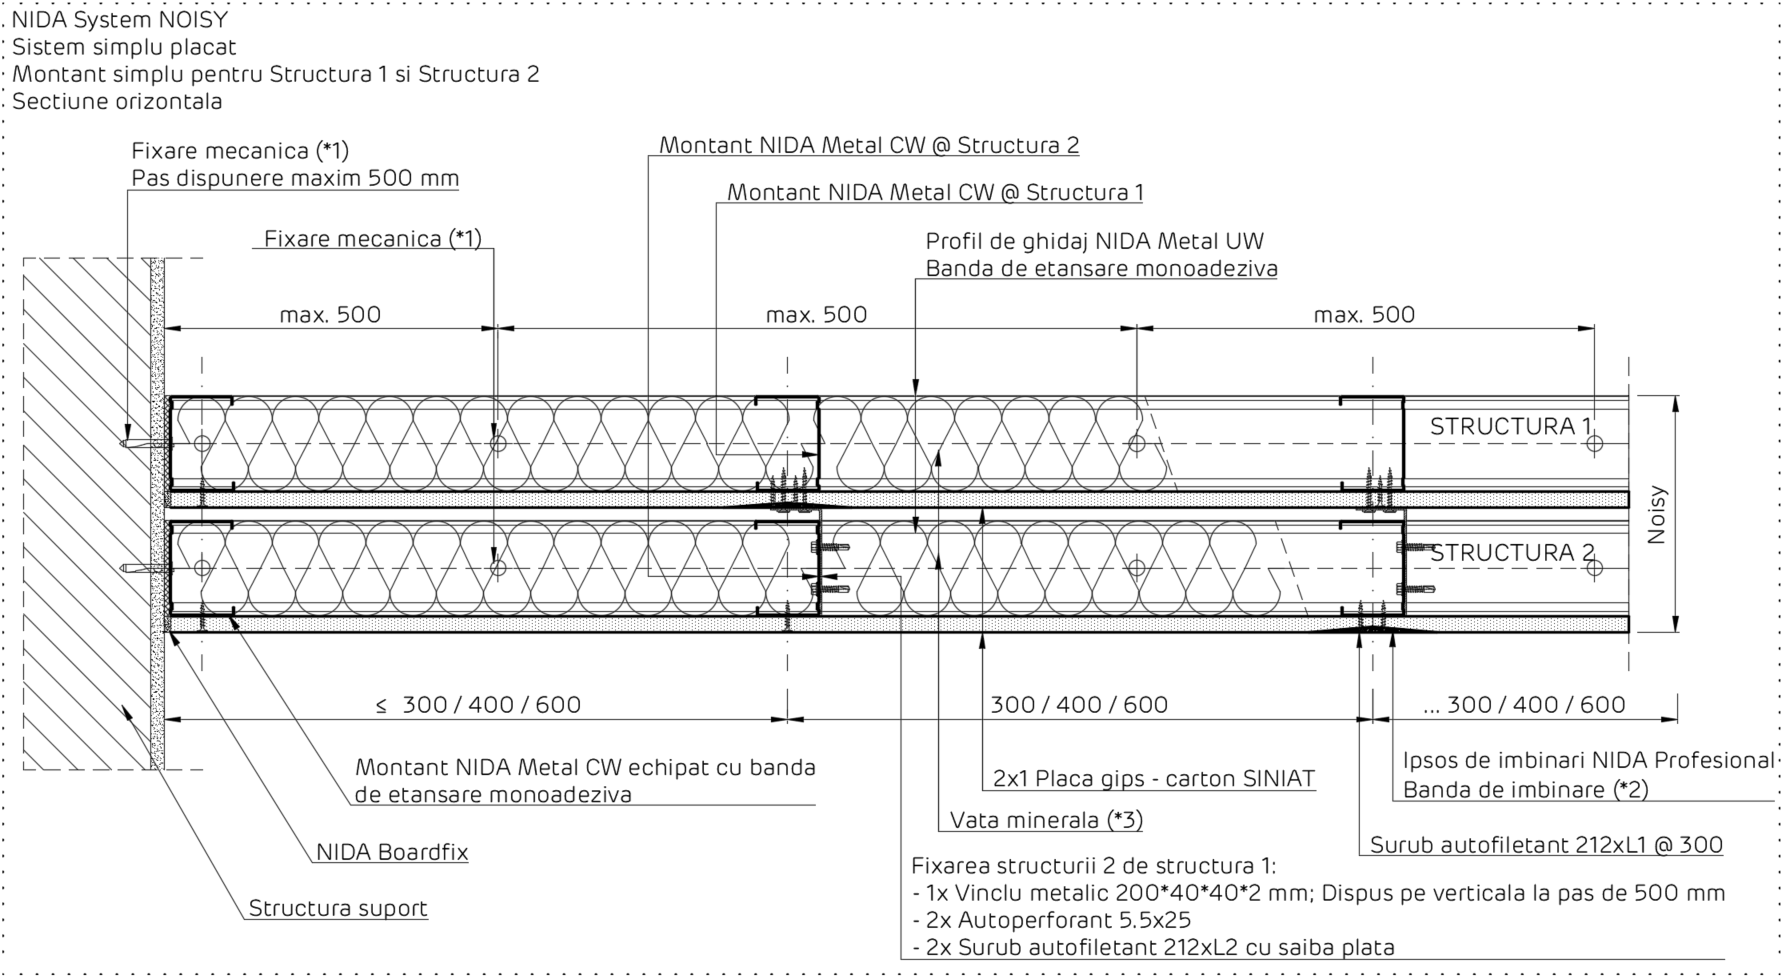 NIDA System NOISY
Sistem simplu placat
Montant simplu pentru Structura 1 si Structura 2
Sectiune orizontala
Fixare mecanica (*1)
Pas dispunere maxim 500 mm
Montant NIDA Metal CW @ Structura 2
Montant NIDA Metal CW @ Structura 1
Fixare mecanica (*1)
Profil de ghidaj NIDA Metal UW
Banda de etansare monoadeziva
max. 500
max. 500
max. 500
STRUCTURA 1
Noisy
STRUCTURA 2
≤ 300 / 400 / 600
300 / 400 / 600
... 300 / 400 / 600
Montant NIDA Metal CW echipat cu banda
de etansare monoadeziva
2x1 Placa gips - carton SINIAT
Ipsos de imbinari NIDA Profesional
Banda de imbinare (*2)
Vata minerala (*3)
NIDA Boardfix
Surub autofiletant 212xL1 @ 300
Structura suport
Fixarea structurii 2 de structura 1:
- 1x Vinclu metalic 200*40*40*2 mm; Dispus pe verticala la pas de 500 mm
- 2x Autoperforant 5.5x25
- 2x Surub autofiletant 212xL2 cu saiba plata